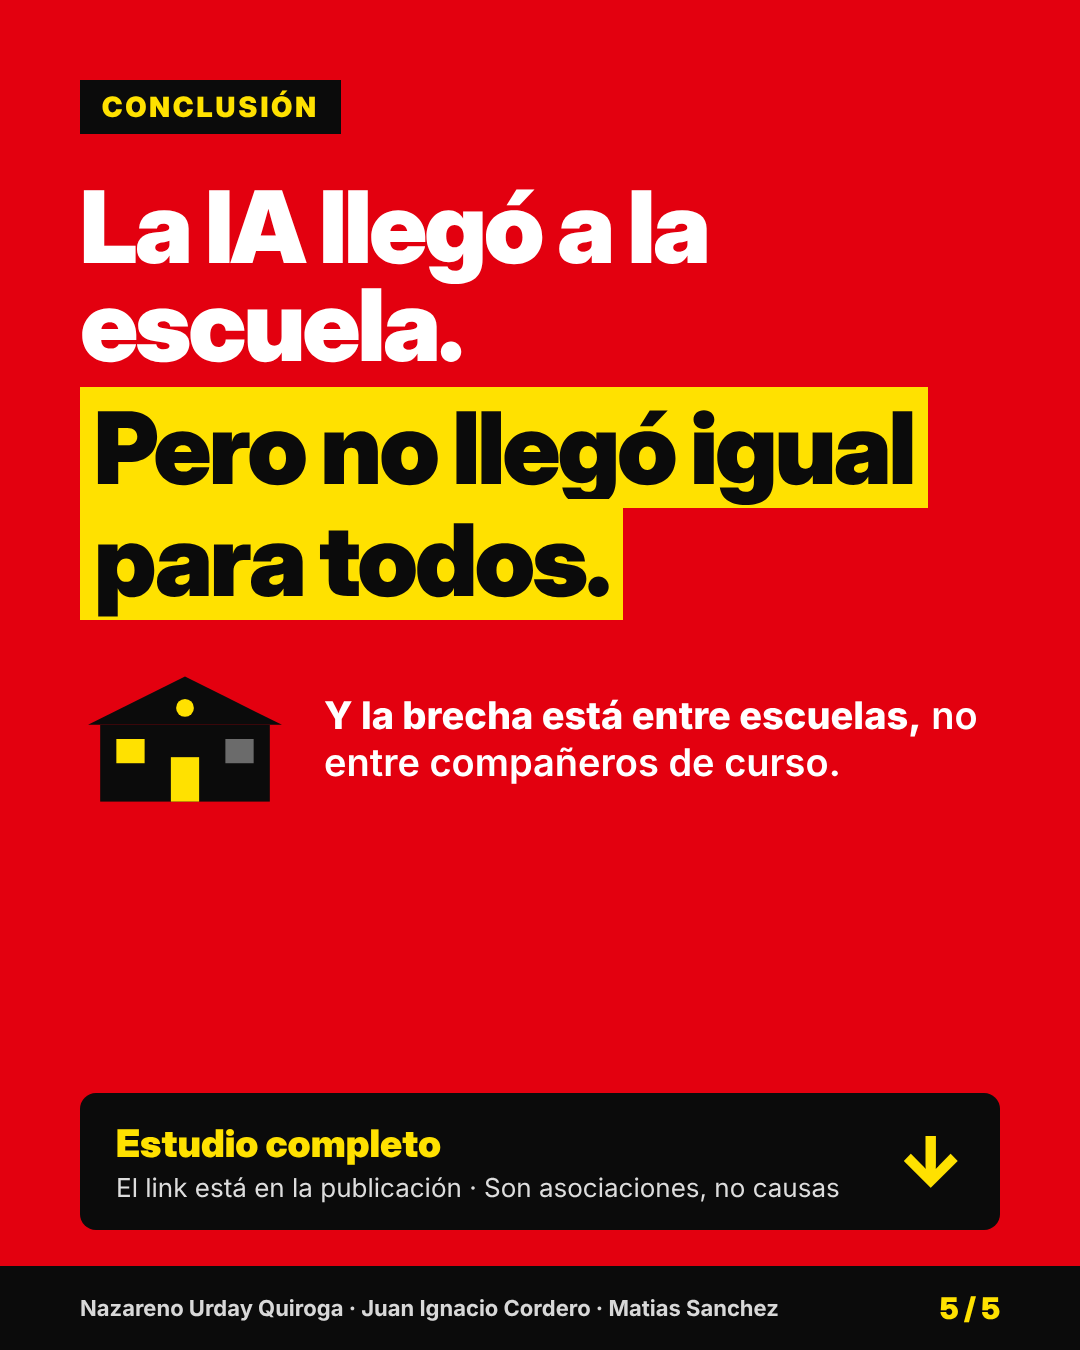 CONCLUSIÓN
La IA llegó a la
escuela.
Pero no llegó igual
para todos.
Y la brecha está entre escuelas, no
entre compañeros de curso.
Estudio completo
El link está en la publicación · Son asociaciones, no causas
Nazareno Urday Quiroga · Juan Ignacio Cordero · Matias Sanchez
5 / 5